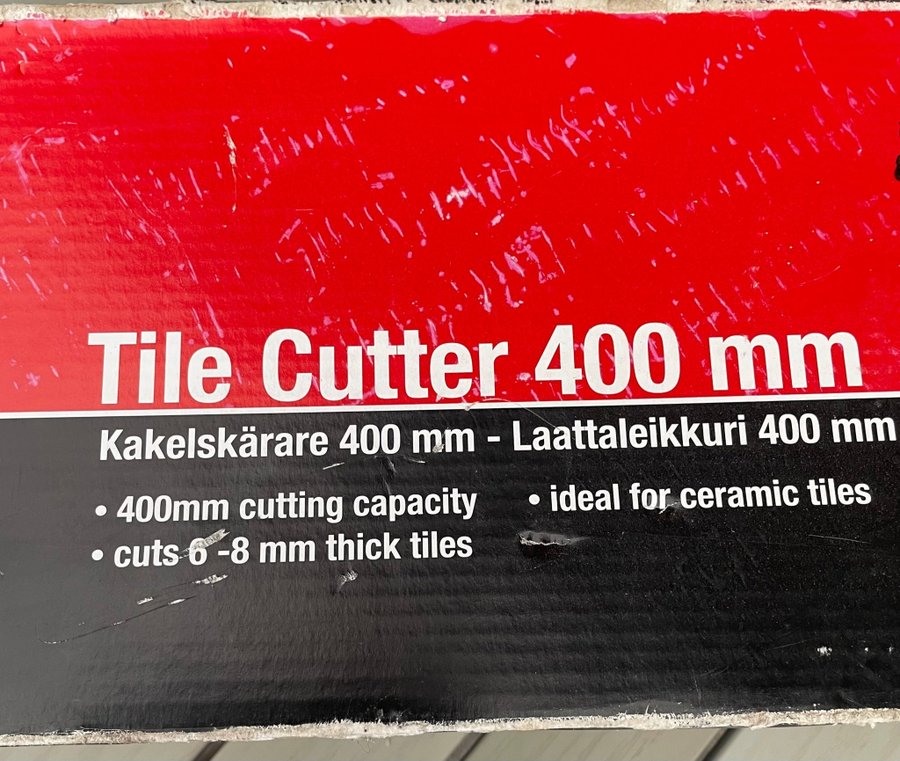 Tile Cutter 400 mm
Kakelskärare 400 mm - Laattaleikkuri 400 mm
• 400mm cutting capacity
• cuts 6 -8 mm thick tiles
• ideal for ceramic tiles